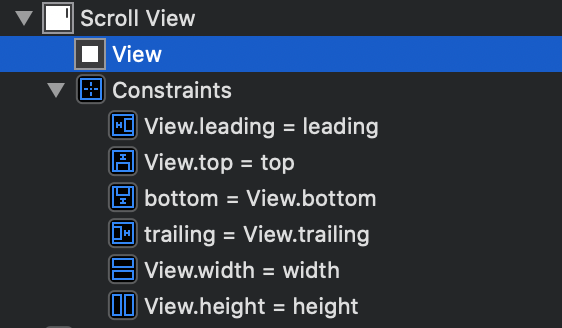 Scroll View
View
Constraints
View.leading = leading
View.top = top
bottom = View.bottom
trailing = View.trailing
View.width = width
View.height = height